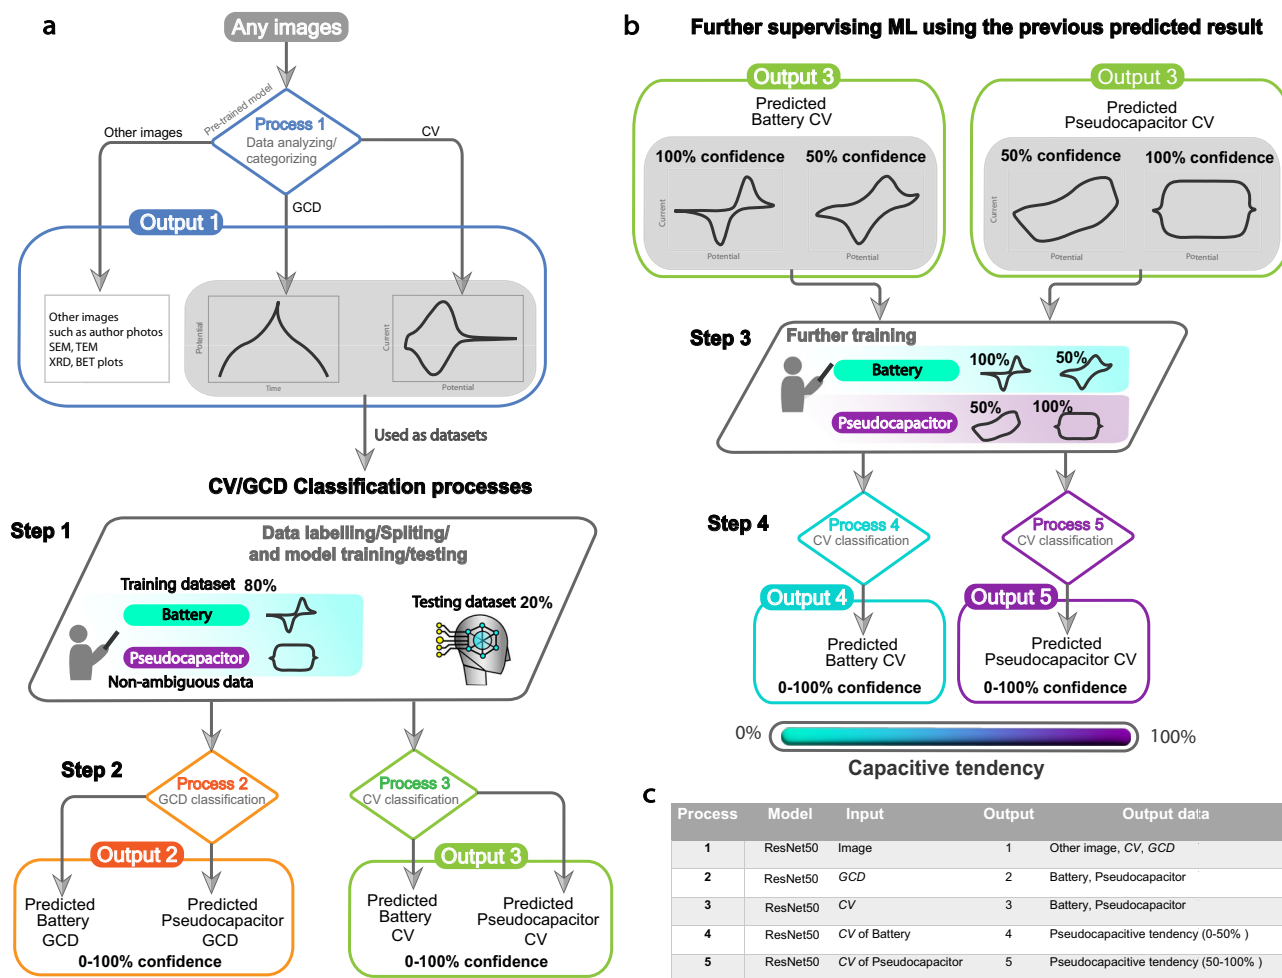 a
Any images
Pre-trained model
Process 1
Data analyzing/
categorizing
Other images
CV
GCD
Output 1
Other images
such as author photos
SEM, TEM
XRD, BET plots
Potential
Time
Current
Potential
Used as datasets
CV/GCD Classification processes
Step 1
Data labelling/Spliting/
and model training/testing
Training dataset 80%
Battery
Pseudocapacitor
Non-ambiguous data
Testing dataset 20%
Step 2
Process 2
GCD classification
Process 3
CV classification
Output 2
Predicted
Battery
GCD
Predicted
Pseudocapacitor
GCD
0-100% confidence
Output 3
Predicted
Battery
CV
Predicted
Pseudocapacitor
CV
0-100% confidence
b
Further supervising ML using the previous predicted result
Output 3
Predicted
Battery CV
100% confidence
50% confidence
Current
Potential
Potential
Output 3
Predicted
Pseudocapacitor CV
50% confidence
100% confidence
Current
Potential
Potential
Step 3
Further training
Battery
100%
50%
Pseudocapacitor
50%
100%
Step 4
Process 4
CV classification
Process 5
CV classification
Output 4
Predicted
Battery CV
0-100% confidence
Output 5
Predicted
Pseudocapacitor CV
0-100% confidence
0%
100%
Capacitive tendency
c
Process Model Input Output Output data
1 ResNet50 Image 1 Other image, CV, GCD
2 ResNet50 GCD 2 Battery, Pseudocapacitor
3 ResNet50 CV 3 Battery, Pseudocapacitor
4 ResNet50 CV of Battery 4 Pseudocapacitive tendency (0-50% )
5 ResNet50 CV of Pseudocapacitor 5 Pseudocapacitive tendency (50-100% )